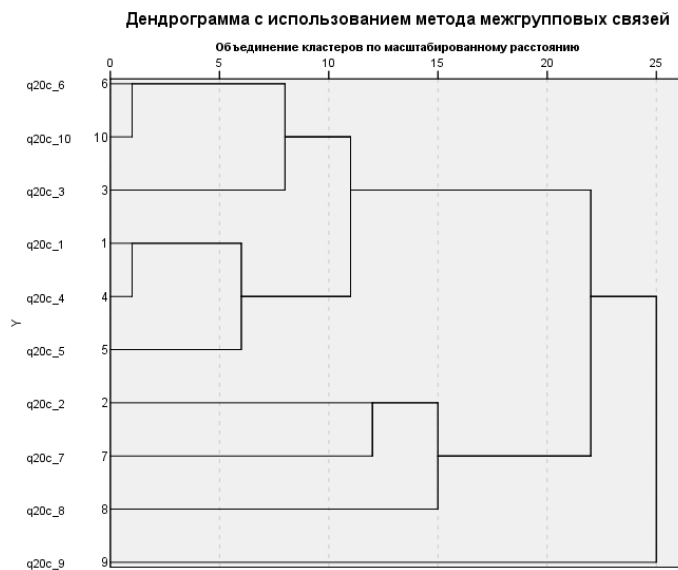 Дендрограмма с использованием метода межгрупповых связей
Объединение кластеров по масштабированному расстоянию
0 5 10 15 20 25
q20c_6 6
q20c_10 10
q20c_3 3
q20c_1 1
q20c_4 4
Y
q20c_5 5
q20c_2 2
q20c_7 7
q20c_8 8
q20c_9 9